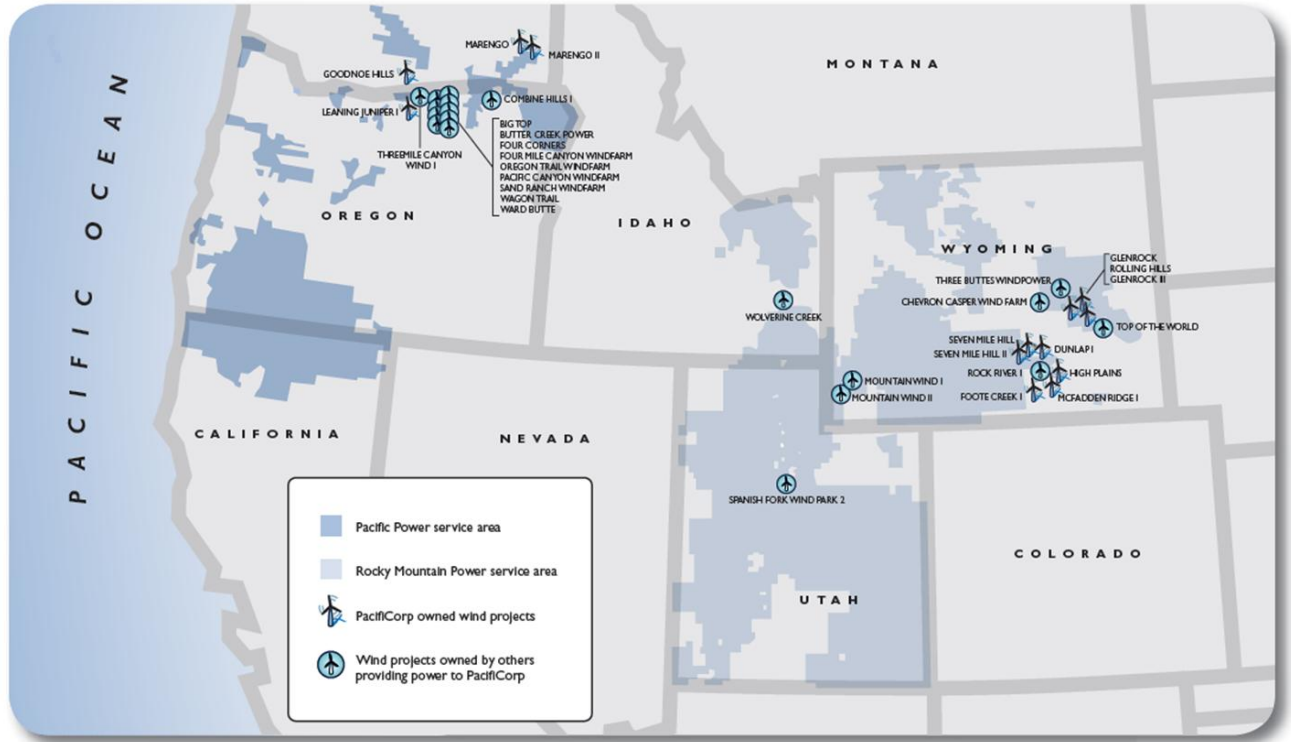 PACIFIC OCEAN
MARENGO
MARENGO II
GOODNOE HILLS
LEANING JUNIPER I
COMBINE HILLS I
THREEMILE CANYON
WIND I
BIG TOP
BUTTER CREEK POWER
FOUR CORNERS
FOUR MILE CANYON WINDFARM
OREGON TRAIL WINDFARM
PACIFIC CANYON WINDFARM
SAND RANCH WINDFARM
WAGON TRAIL
WARD BUTTE
OREGON
IDAHO
MONTANA
WYOMING
GLENROCK
ROLLING HILLS
GLENROCK III
THREE BUTTES WINDPOWER
CHEVRON CASPER WIND FARM
TOP OF THE WORLD
WOLVERINE CREEK
SEVEN MILE HILL
SEVEN MILE HILL II
DUNLAP I
ROCK RIVER I
HIGH PLAINS
FOOTE CREEK I
MCFADDEN RIDGE I
MOUNTAIN WIND I
MOUNTAIN WIND II
CALIFORNIA
NEVADA
SPANISH FORK WIND PARK 2
UTAH
COLORADO
Pacific Power service area
Rocky Mountain Power service area
PacifiCorp owned wind projects
Wind projects owned by others
providing power to PacifiCorp